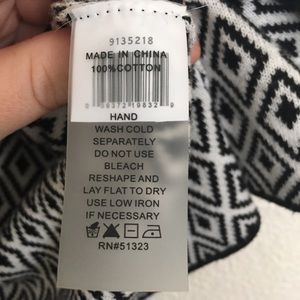 9135218
MADE IN CHINA
100%COTTON
HAND
WASH COLD
SEPARATELY
DO NOT USE
BLEACH
RESHAPE AND
LAY FLAT TO DRY
USE LOW IRON
IF NECESSARY
RN#51323